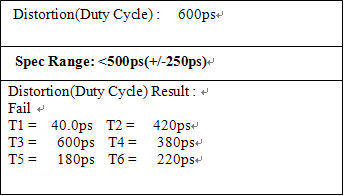 Distortion(Duty Cycle) : 600ps
Spec Range: <500ps(+/-250ps)
Distortion(Duty Cycle) Result :
Fail
T1 = 40.0ps T2 = 420ps
T3 = 600ps T4 = 380ps
T5 = 180ps T6 = 220ps